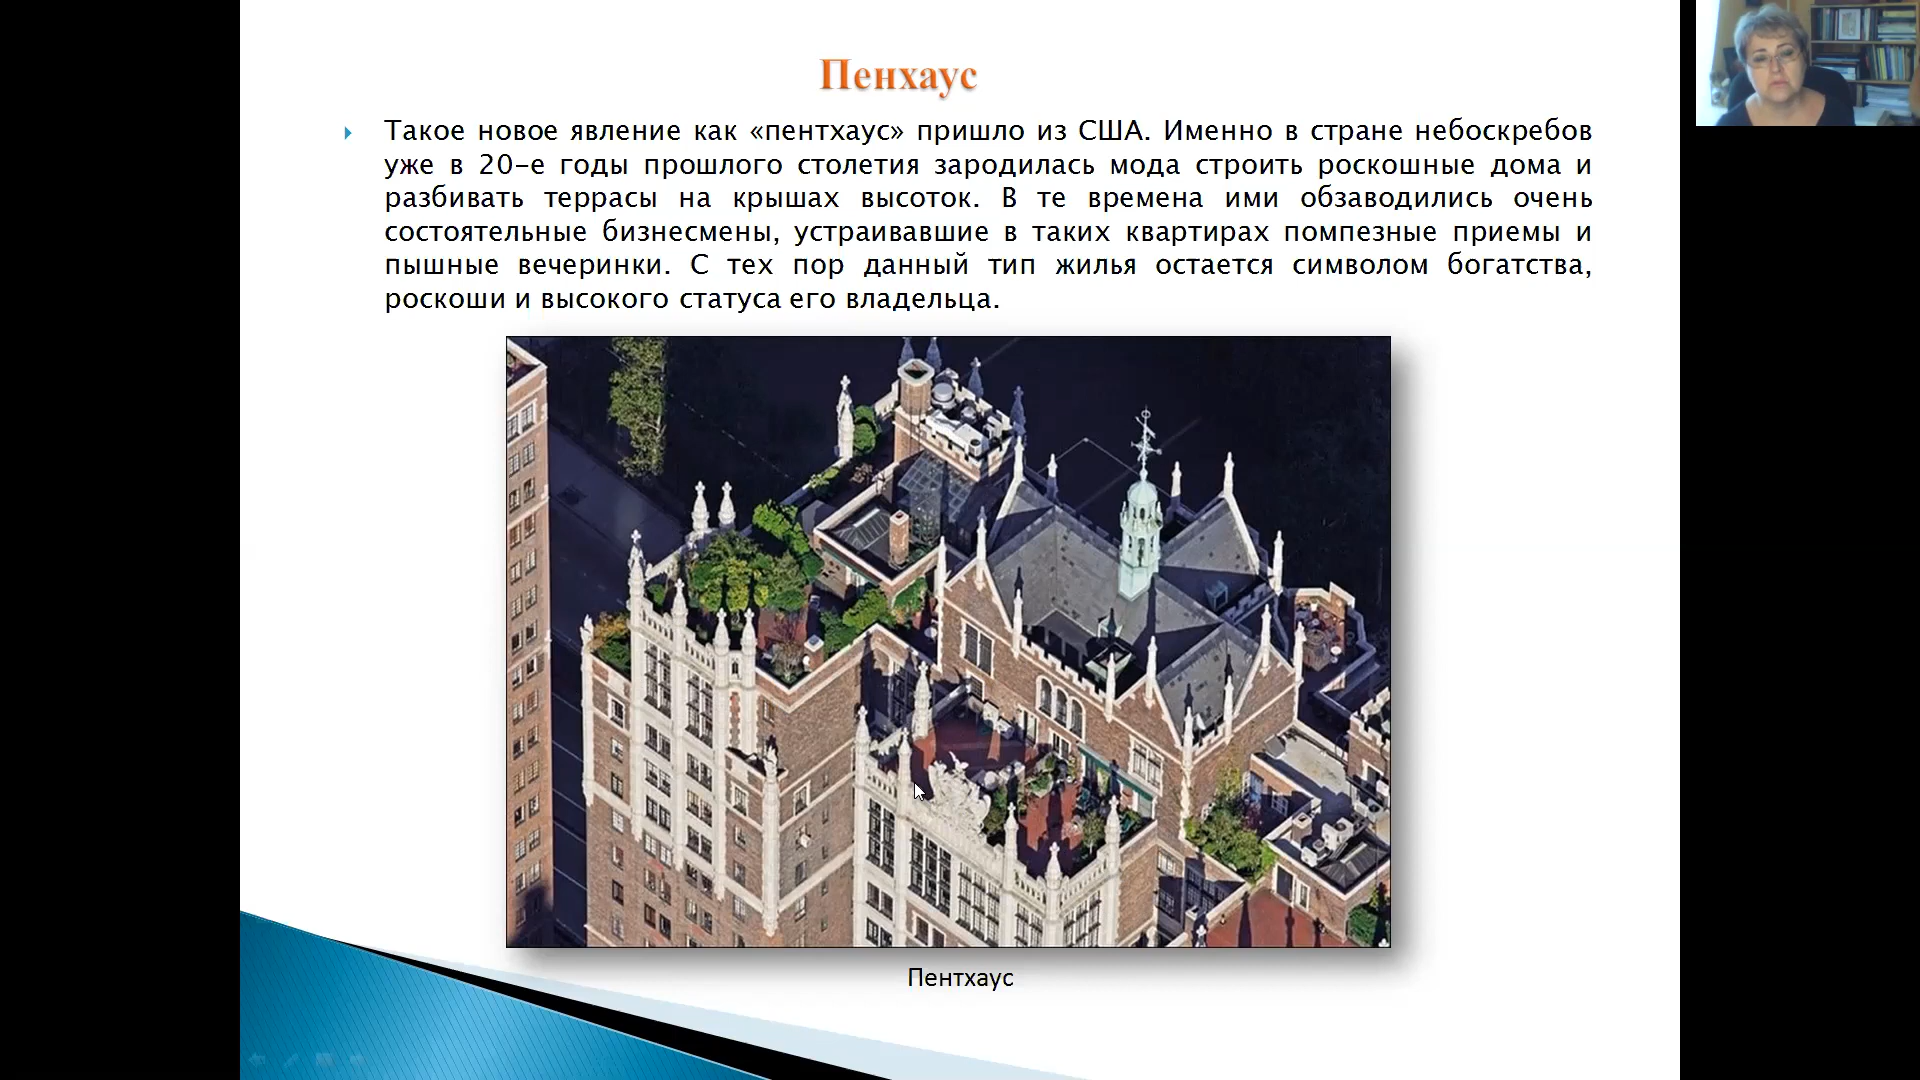 Пенхаус
Такое новое явление как «пентхаус» пришло из США. Именно в стране небоскребов
уже в 20-е годы прошлого столетия зародилась мода строить роскошные дома и
разбивать террасы на крышах высоток. В те времена ими обзаводились очень
состоятельные бизнесмены, устраивавшие в таких квартирах помпезные приемы и
пышные вечеринки. С тех пор данный тип жилья остается символом богатства,
роскоши и высокого статуса его владельца.
Пентхаус